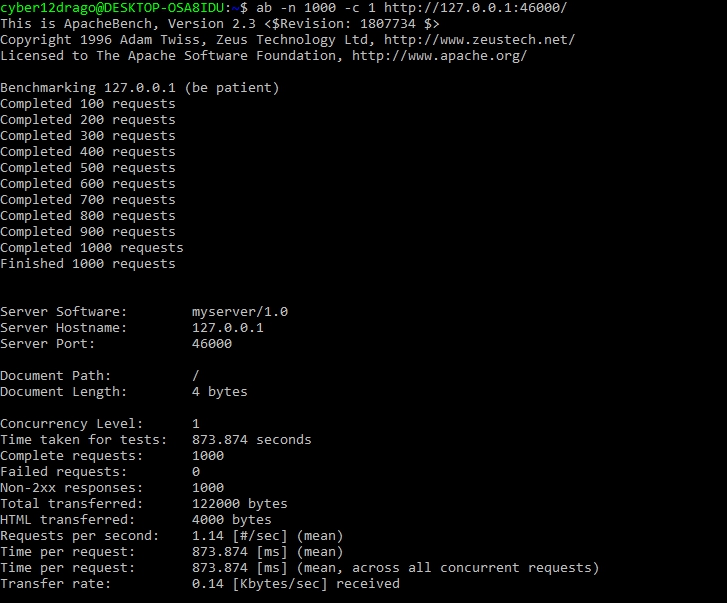 cyber12drago@DESKTOP-OSA8IDU:~$ ab -n 1000 -c 1 http://127.0.0.1:46000/
This is ApacheBench, Version 2.3 <$Revision: 1807734 $>
Copyright 1996 Adam Twiss, Zeus Technology Ltd, http://www.zeustech.net/
Licensed to The Apache Software Foundation, http://www.apache.org/

Benchmarking 127.0.0.1 (be patient)
Completed 100 requests
Completed 200 requests
Completed 300 requests
Completed 400 requests
Completed 500 requests
Completed 600 requests
Completed 700 requests
Completed 800 requests
Completed 900 requests
Completed 1000 requests
Finished 1000 requests

Server Software:        myserver/1.0
Server Hostname:        127.0.0.1
Server Port:            46000

Document Path:          /
Document Length:        4 bytes

Concurrency Level:      1
Time taken for tests:   873.874 seconds
Complete requests:      1000
Failed requests:        0
Non-2xx responses:      1000
Total transferred:      122000 bytes
HTML transferred:       4000 bytes
Requests per second:    1.14 [#/sec] (mean)
Time per request:       873.874 [ms] (mean)
Time per request:       873.874 [ms] (mean, across all concurrent requests)
Transfer rate:          0.14 [Kbytes/sec] received